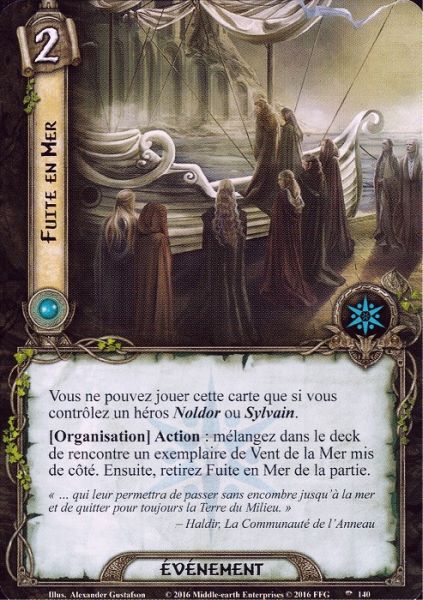 2
Fuite en Mer
Vous ne pouvez jouer cette carte que si vous
contrôlez un héros Noldor ou Sylvain.
[Organisation] Action : mélangez dans le deck
de rencontre un exemplaire de Vent de la Mer mis
de côté. Ensuite, retirez Fuite en Mer de la partie.
« ... qui leur permettra de passer sans encombre jusqu'à la mer
et de quitter pour toujours la Terre du Milieu. »
– Haldir, La Communauté de l'Anneau
Événement
Illus. Alexander Gustafson © 2016 Middle-earth Enterprises © 2016 FFG 140